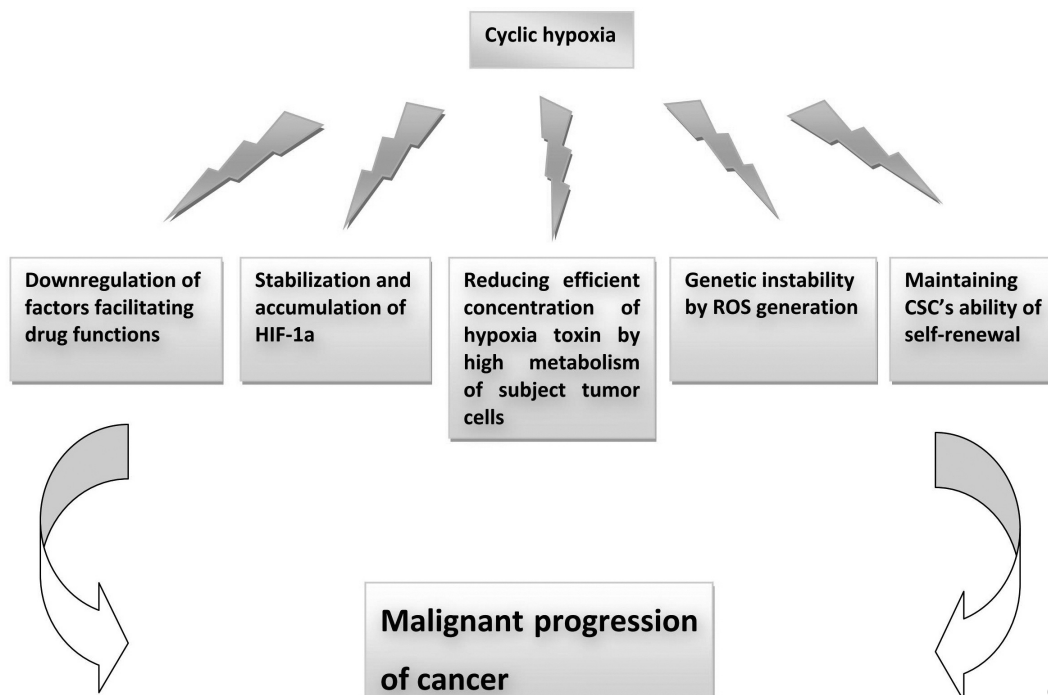 Cyclic hypoxia
Downregulation of
factors facilitating
drug functions
Stabilization and
accumulation of
HIF-1a
Reducing efficient
concentration of
hypoxia toxin by
high metabolism
of subject tumor
cells
Genetic instability
by ROS generation
Maintaining
CSC’s ability of
self-renewal
Malignant progression
of cancer